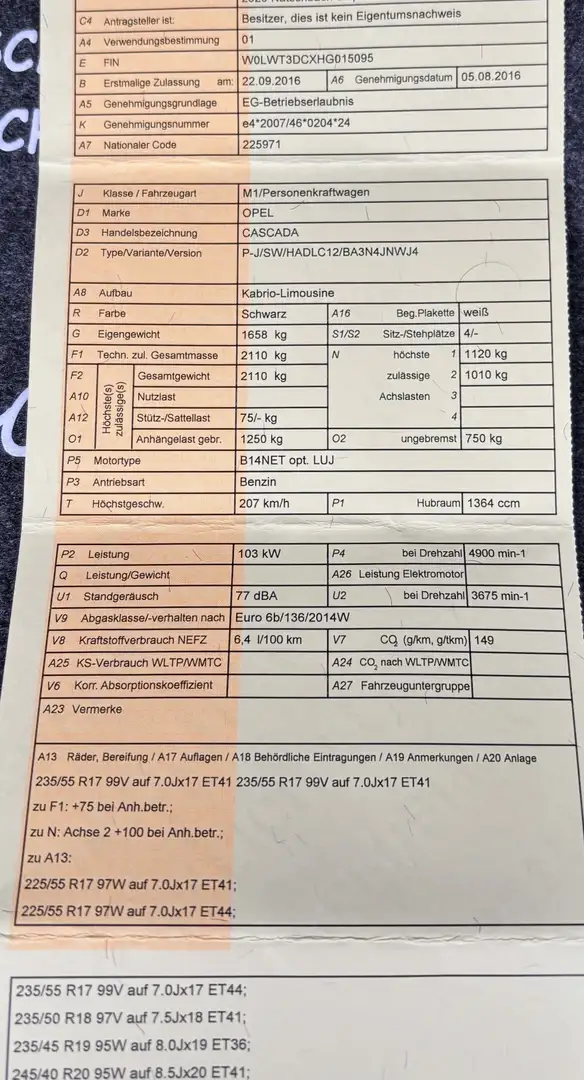 C4 Antragsteller ist: Besitzer, dies ist kein Eigentumsnachweis
A4 Verwendungsbestimmung 01
E FIN W0LWT3DCXHG015095
B Erstmalige Zulassung am: 22.09.2016 A6 Genehmigungsdatum 05.08.2016
A5 Genehmigungsgrundlage EG-Betriebserlaubnis
K Genehmigungsnummer e4*2007/46*0204*24
A7 Nationaler Code 225971
J Klasse / Fahrzeugart M1/Personenkraftwagen
D1 Marke OPEL
D3 Handelsbezeichnung CASCADA
D2 Type/Variante/Version P-J/SW/HADLC12/BA3N4JNWJ4
A8 Aufbau Kabrio-Limousine
R Farbe Schwarz A16 Beg.Plakette weiß
G Eigengewicht 1658 kg S1/S2 Sitz-/Stehplätze 4/-
F1 Techn. zul. Gesamtmasse 2110 kg N höchste 1 1120 kg
F2 Höchste(s) zulässige(s) Gesamtgewicht 2110 kg zulässige 2 1010 kg
A10 Nutzlast Achslasten 3
A12 Stütz-/Sattellast 75/- kg 4
O1 Anhängelast gebr. 1250 kg O2 ungebremst 750 kg
P5 Motortype B14NET opt. LUJ
P3 Antriebsart Benzin
T Höchstgeschw. 207 km/h P1 Hubraum 1364 ccm
P2 Leistung 103 kW P4 bei Drehzahl 4900 min-1
Q Leistung/Gewicht A26 Leistung Elektromotor
U1 Standgeräusch 77 dBA U2 bei Drehzahl 3675 min-1
V9 Abgasklasse/-verhalten nach Euro 6b/136/2014W
V8 Kraftstoffverbrauch NEFZ 6,4 l/100 km V7 CO2 (g/km, g/tkm) 149
A25 KS-Verbrauch WLTP/WMTC A24 CO2 nach WLTP/WMTC
V6 Korr. Absorptionskoeffizient A27 Fahrzeuguntergruppe
A23 Vermerke
A13 Räder, Bereifung / A17 Auflagen / A18 Behördliche Eintragungen / A19 Anmerkungen / A20 Anlage
235/55 R17 99V auf 7.0Jx17 ET41 235/55 R17 99V auf 7.0Jx17 ET41
zu F1: +75 bei Anh.betr.;
zu N: Achse 2 +100 bei Anh.betr.;
zu A13:
225/55 R17 97W auf 7.0Jx17 ET41;
225/55 R17 97W auf 7.0Jx17 ET44;
235/55 R17 99V auf 7.0Jx17 ET44;
235/50 R18 97V auf 7.5Jx18 ET41;
235/45 R19 95W auf 8.0Jx19 ET36;
245/40 R20 95W auf 8.5Jx20 ET41;